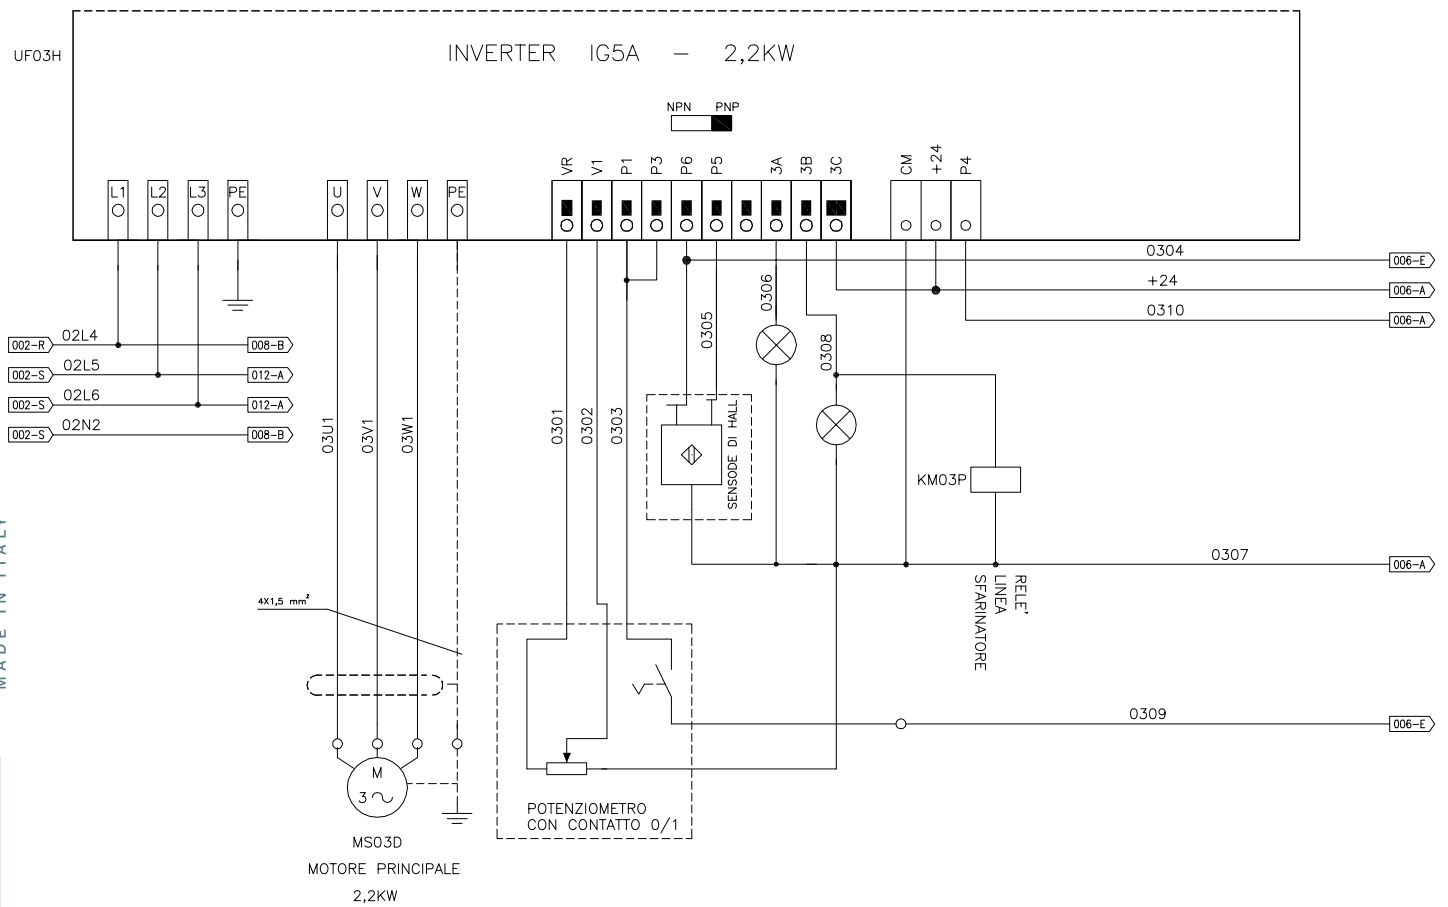 UF03H
INVERTER IG5A - 2,2KW
NPN PNP
L1 L2 L3 PE U V W PE VR V1 P1 P3 P6 P5 3A 3B 3C CM +24 P4
0304
006-E
+24
006-A
0310
006-A
0306
0305
0308
002-R 02L4 008-B
002-S 02L5 012-A
002-S 02L6 012-A
002-S 02N2 008-B
03U1
03V1
03W1
0301
0302
0303
SENSODE DI HALL
KM03P
0307
006-A
RELE'
LINEA
SFARINATORE
MADE IN ITALY
4X1,5 mm²
0309
006-E
M
3
POTENZIOMETRO
CON CONTATTO 0/1
MS03D
MOTORE PRINCIPALE
2,2KW